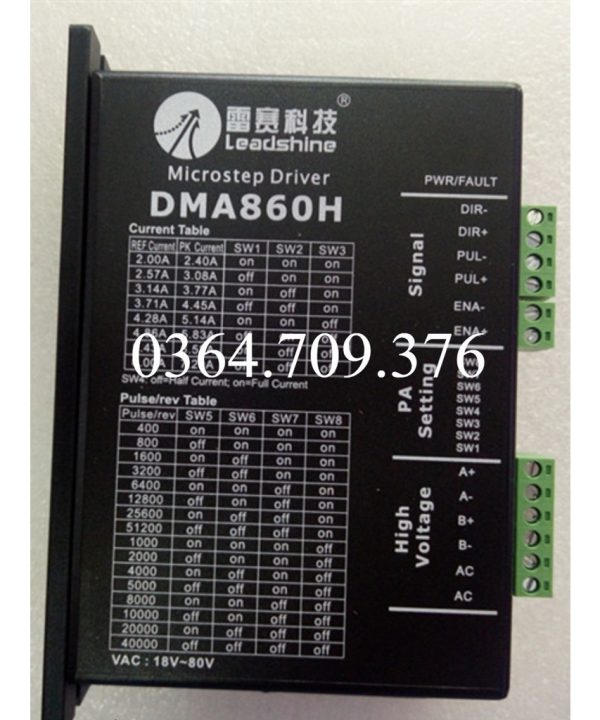 雷赛科技®
Leadshine
Microstep Driver
DMA860H
Current Table
REF Current PK Current SW1 SW2 SW3
2.00A 2.40A on on on
2.57A 3.08A off on on
3.14A 3.77A on off on
3.71A 4.45A off off on
4.28A 5.14A on on off
4.86A 5.83A off on off
SW4: off=Half Current; on=Full Current
0364.709.376
Pulse/rev Table
Pulse/rev SW5 SW6 SW7 SW8
400 on on on on
800 off on on on
1600 on off on on
3200 off off on on
6400 on on off on
12800 off on off on
25600 on off off on
51200 off off off on
1000 on on on off
2000 off on on off
4000 on off on off
5000 off off on off
8000 on on off off
10000 off on off off
20000 on off off off
40000 off off off off
VAC : 18V~80V
PWR/FAULT
Signal
DIR-
DIR+
PUL-
PUL+
ENA-
ENA+
PA
Setting
SW6
SW5
SW4
SW3
SW2
SW1
High
Voltage
A+
A-
B+
B-
AC
AC